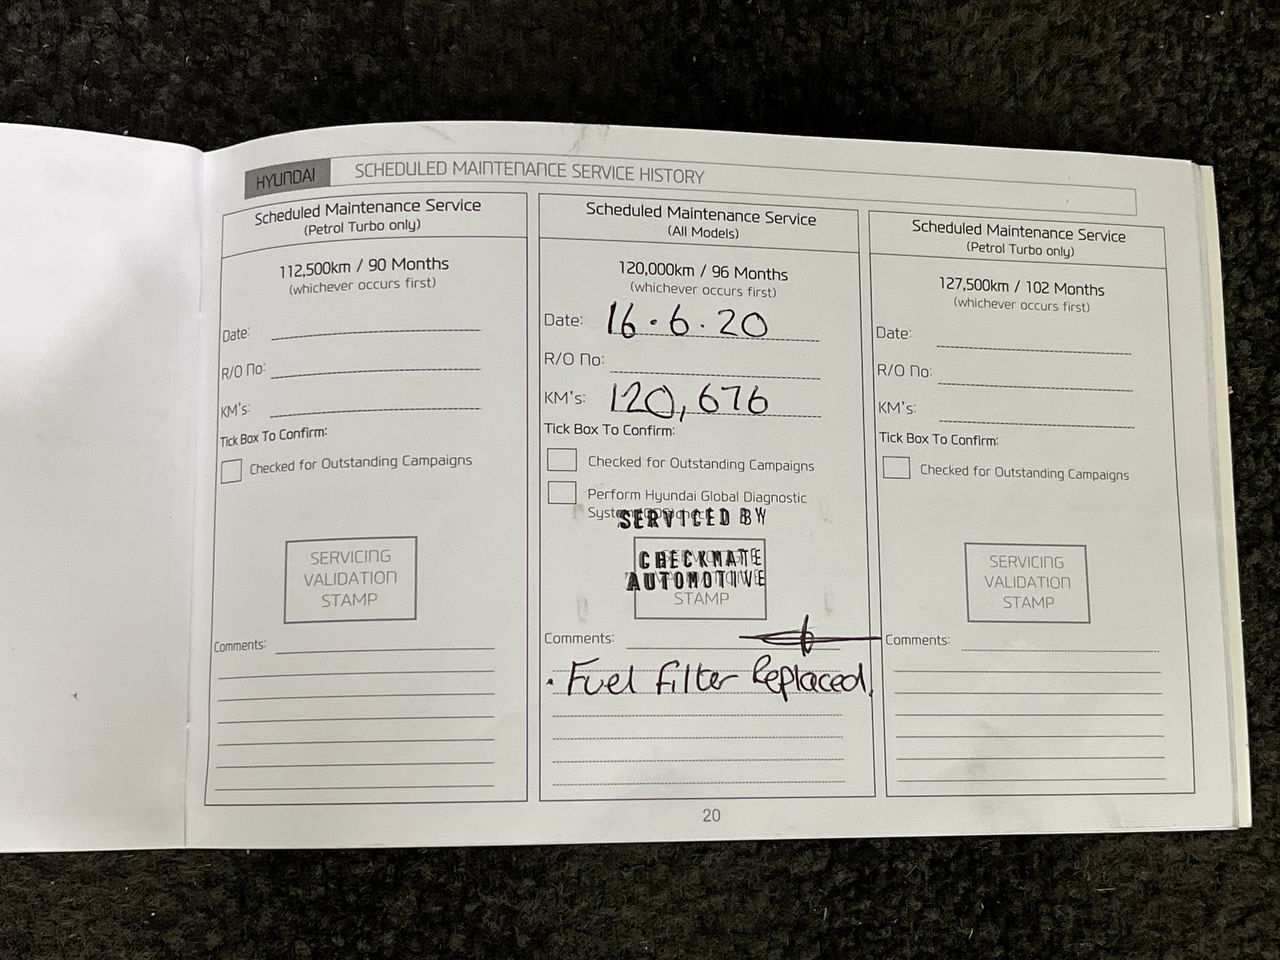 HYUNDAI SCHEDULED MAINTENANCE SERVICE HISTORY
Scheduled Maintenance Service
(Petrol Turbo only)
112,500km / 90 Months
(whichever occurs first)
Date:
R/O No:
KM's:
Tick Box To Confirm:
Checked for Outstanding Campaigns
SERVICING
VALIDATION
STAMP
Comments:
Scheduled Maintenance Service
(All Models)
120,000km / 96 Months
(whichever occurs first)
Date: 16.6.20
R/O No:
KM's: 120,676
Tick Box To Confirm:
Checked for Outstanding Campaigns
Perform Hyundai Global Diagnostic
System
SERVICED BY
CHECKMATE
AUTOMOTIVE
STAMP
Comments:
• Fuel Filter Replaced.
Scheduled Maintenance Service
(Petrol Turbo only)
127,500km / 102 Months
(whichever occurs first)
Date:
R/O No:
KM's:
Tick Box To Confirm:
Checked for Outstanding Campaigns
SERVICING
VALIDATION
STAMP
Comments:
20